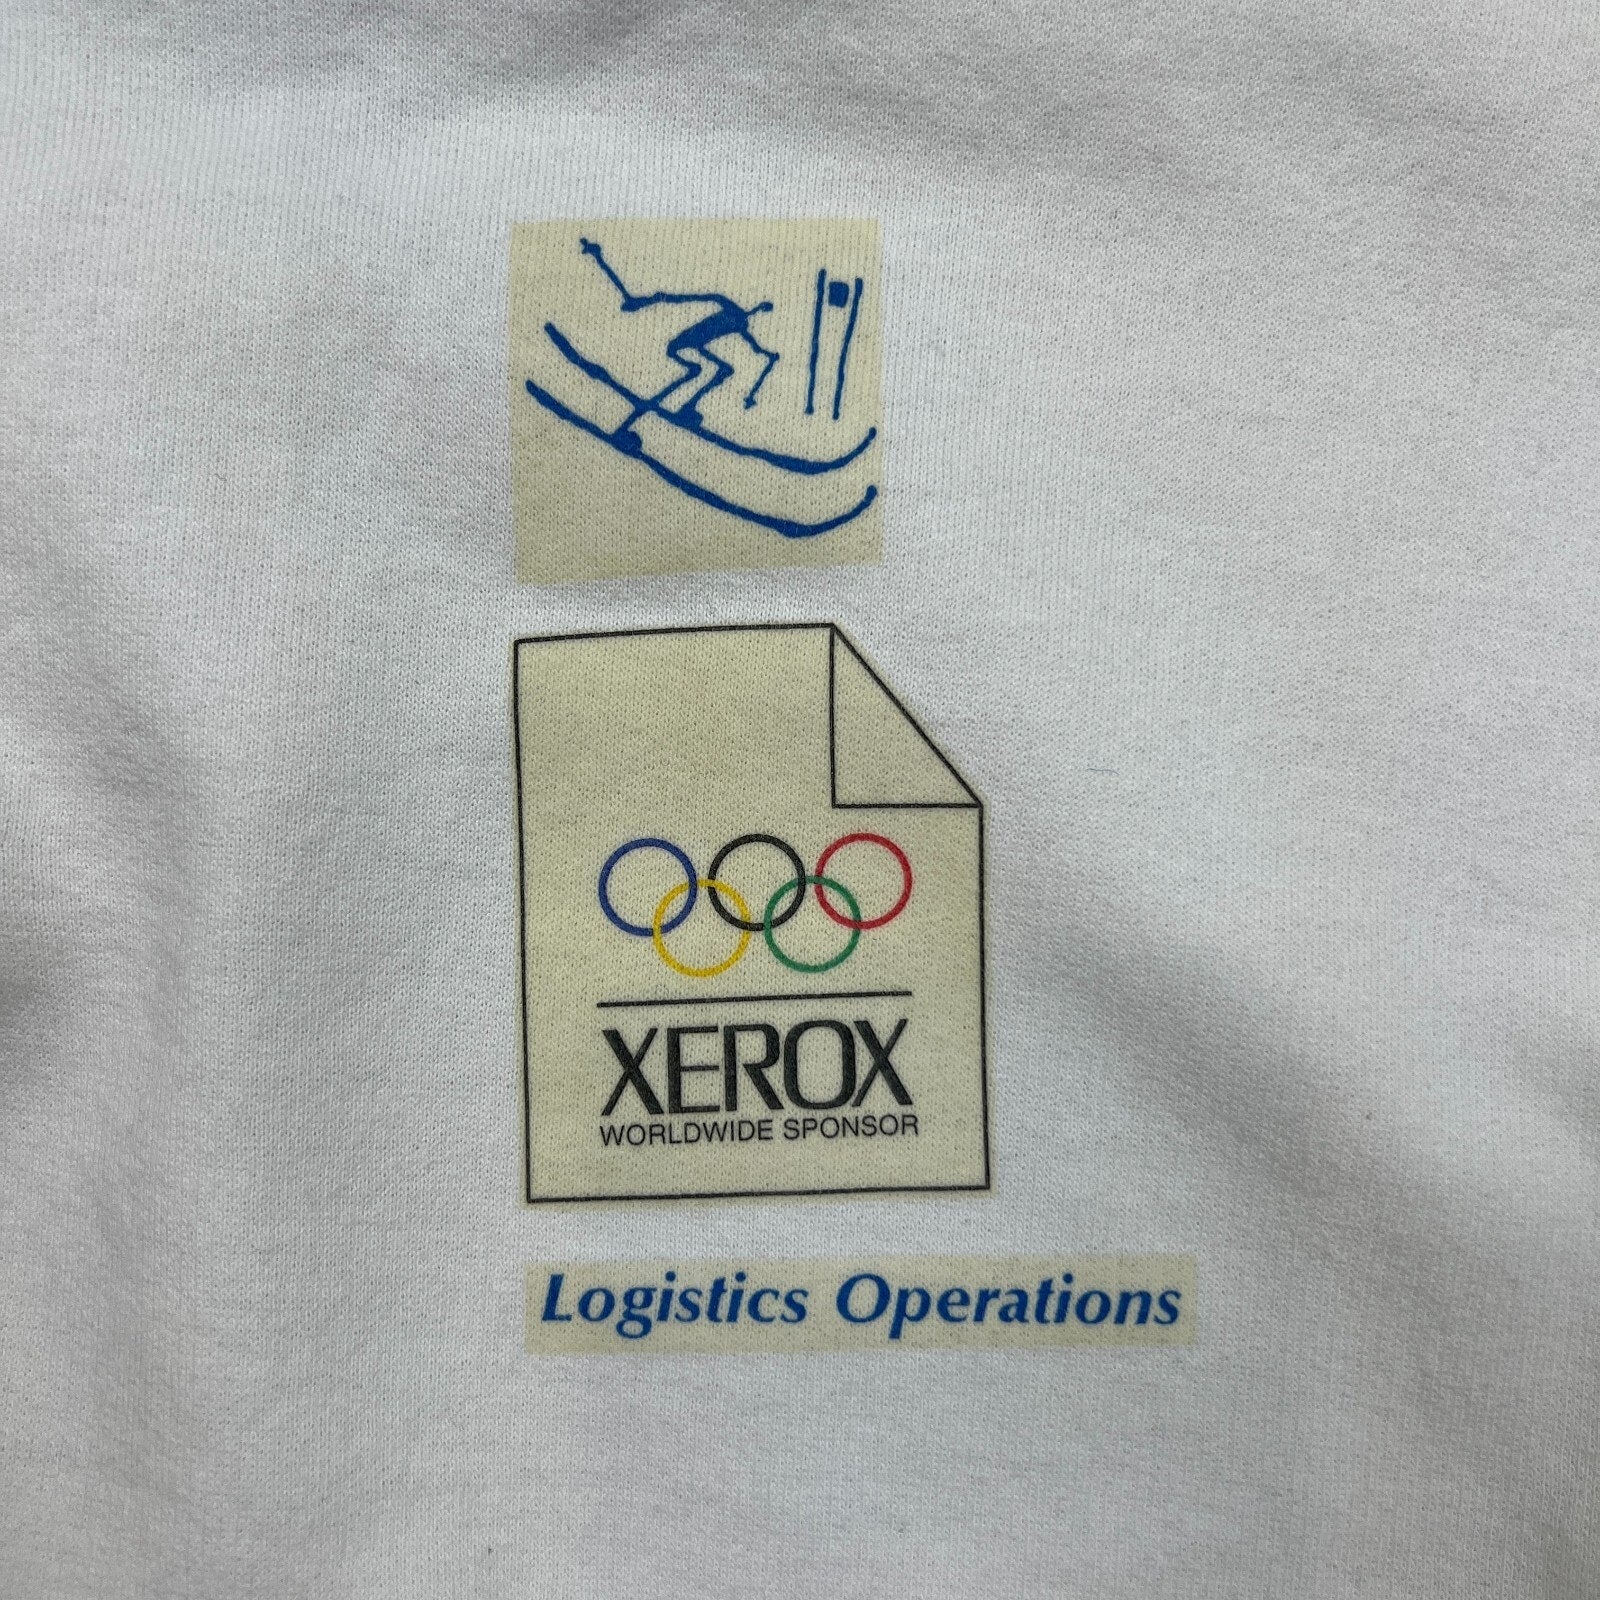 XEROX
WORLDWIDE SPONSOR
Logistics Operations